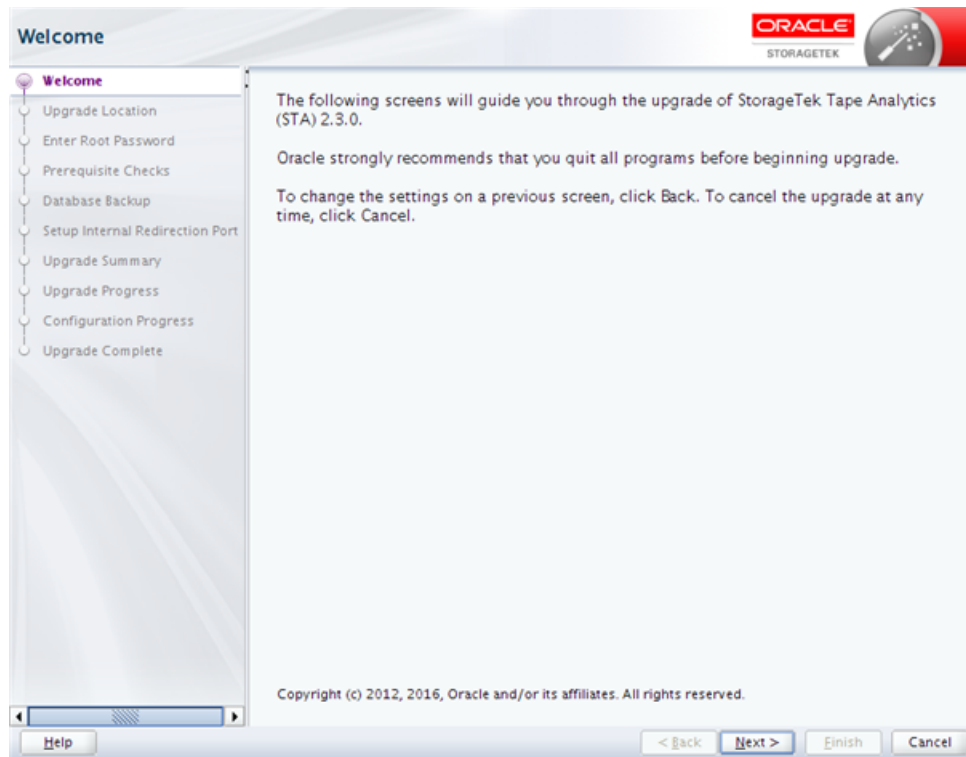 Welcome
ORACLE
STORAGETEK
Welcome
Upgrade Location
Enter Root Password
Prerequisite Checks
Database Backup
Setup Internal Redirection Port
Upgrade Summary
Upgrade Progress
Configuration Progress
Upgrade Complete
The following screens will guide you through the upgrade of StorageTek Tape Analytics
(STA) 2.3.0.
Oracle strongly recommends that you quit all programs before beginning upgrade.
To change the settings on a previous screen, click Back. To cancel the upgrade at any
time, click Cancel.
Copyright (c) 2012, 2016, Oracle and/or its affiliates. All rights reserved.
Help
< Back
Next >
Finish
Cancel